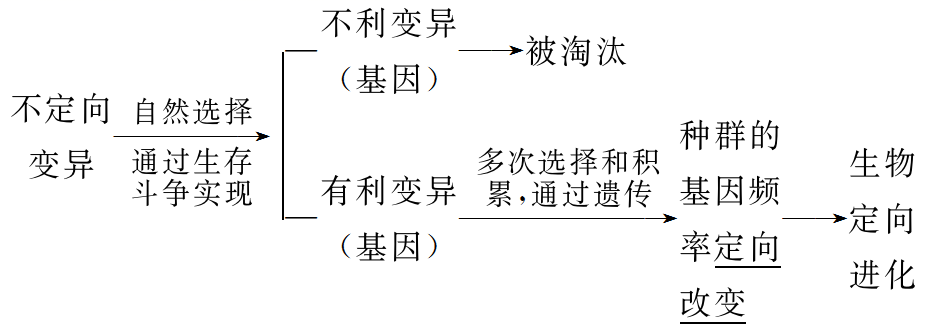 不定向
变异
自然选择
通过生存
斗争实现
不利变异
（基因）
被淘汰
有利变异
（基因）
多次选择和积
累,通过遗传
种群的
基因频
率定向
改变
生物
定向
进化